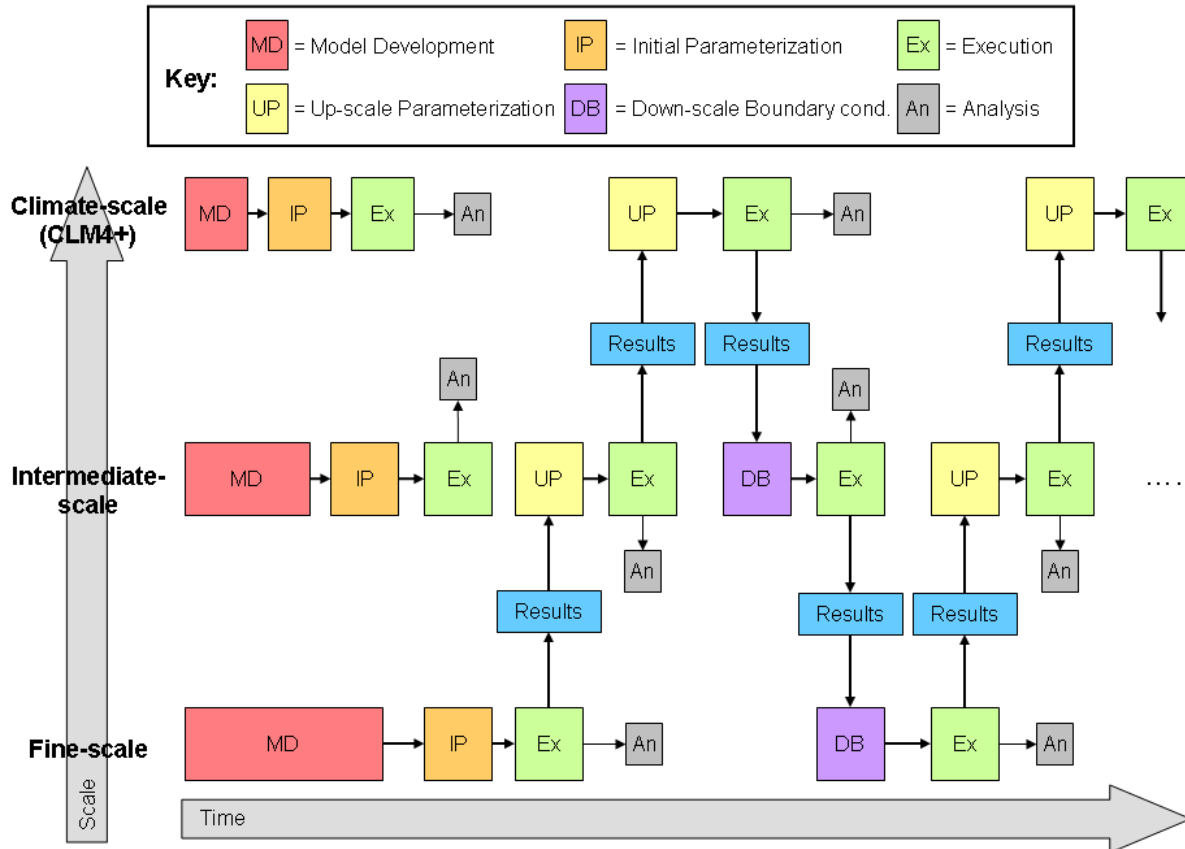 Key:
MD = Model Development
IP = Initial Parameterization
Ex = Execution
UP = Up-scale Parameterization
DB = Down-scale Boundary cond.
An = Analysis
Climate-scale
(CLM4+)
MD IP Ex An UP Ex An UP Ex
Results Results Results
An An
Intermediate-
scale
MD IP Ex UP Ex DB Ex UP Ex ....
An An
Results Results Results
Fine-scale
MD IP Ex An DB Ex An
Scale
Time